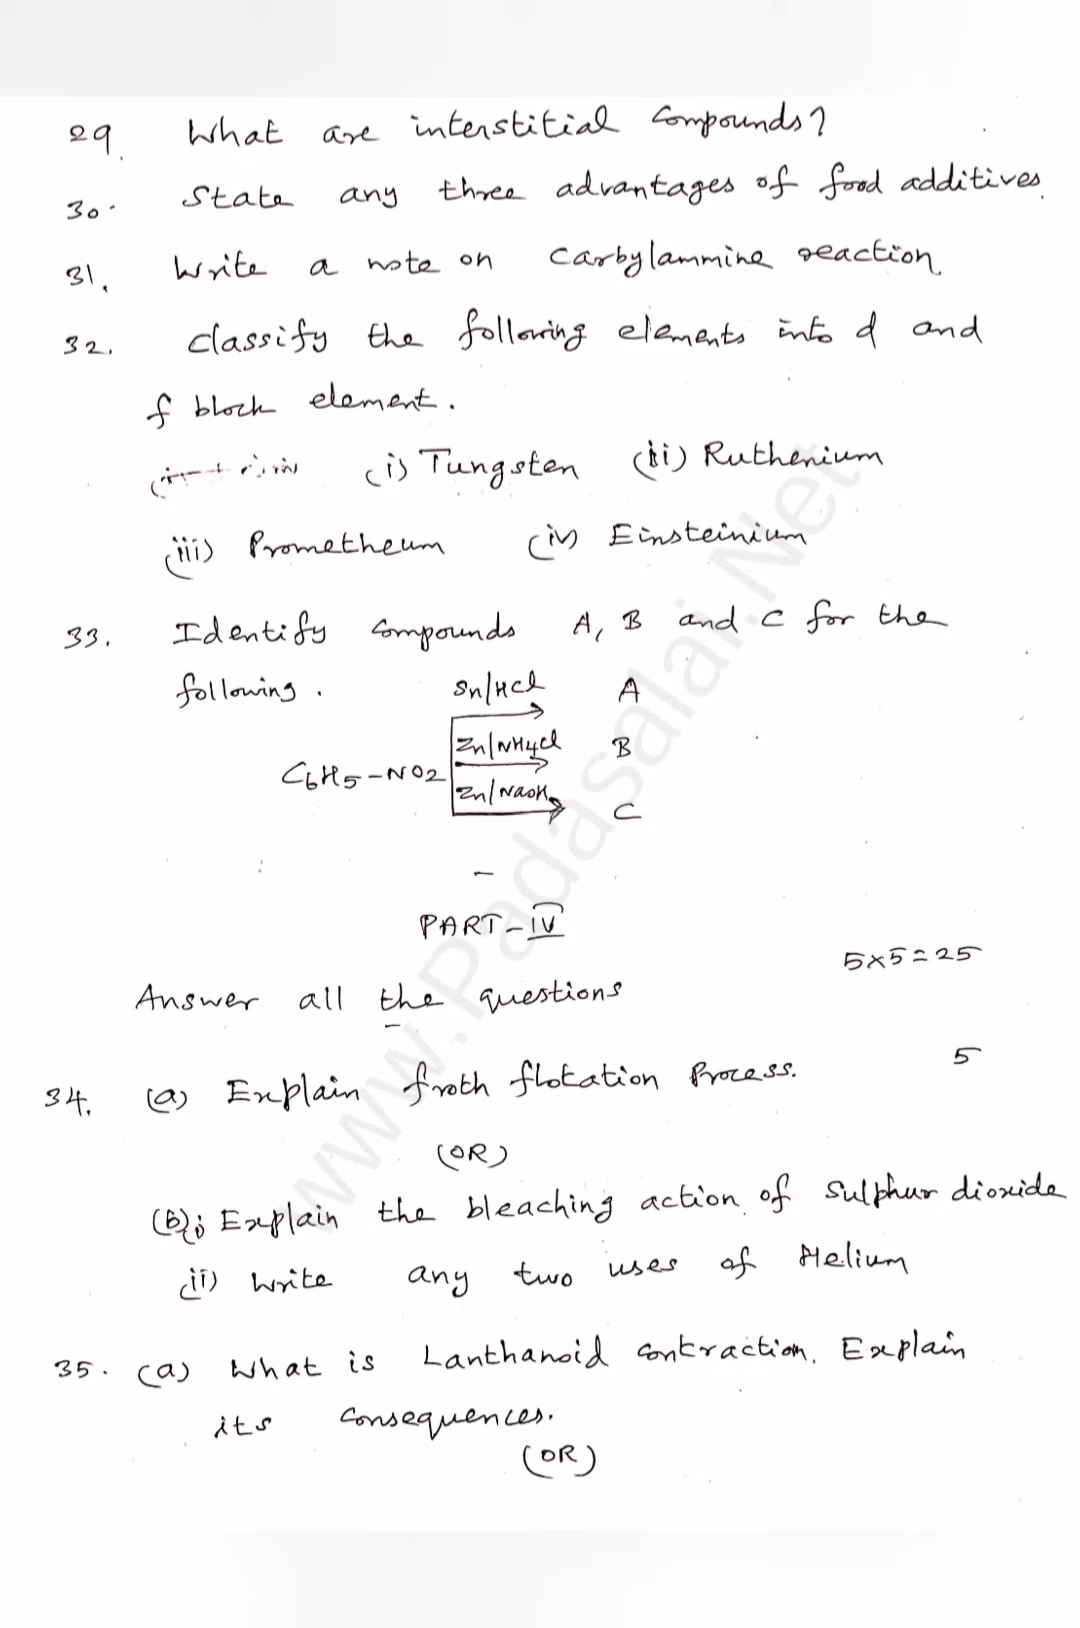 29. What are interstitial compounds?
30. State any three advantages of food additives.
31. Write a note on carbylammine reaction.
32. Classify the following elements into d and
f block element.
(i) Tungsten (ii) Ruthenium
(iii) Prometheum (iv) Einsteinium
33. Identify compounds A, B and C for the
following.
Sn/HCl A
Zn/NH4Cl B
C6H5-NO2
Zn/NaOH C
PART-IV
5x5=25
Answer all the questions
34. (a) Explain froth flotation Process. 5
(OR)
(b) i) Explain the bleaching action of Sulphur dioxide
(ii) Write any two uses of Helium
35. (a) What is Lanthanoid contraction. Explain
its consequences.
(OR)
www.Padasalai.Net